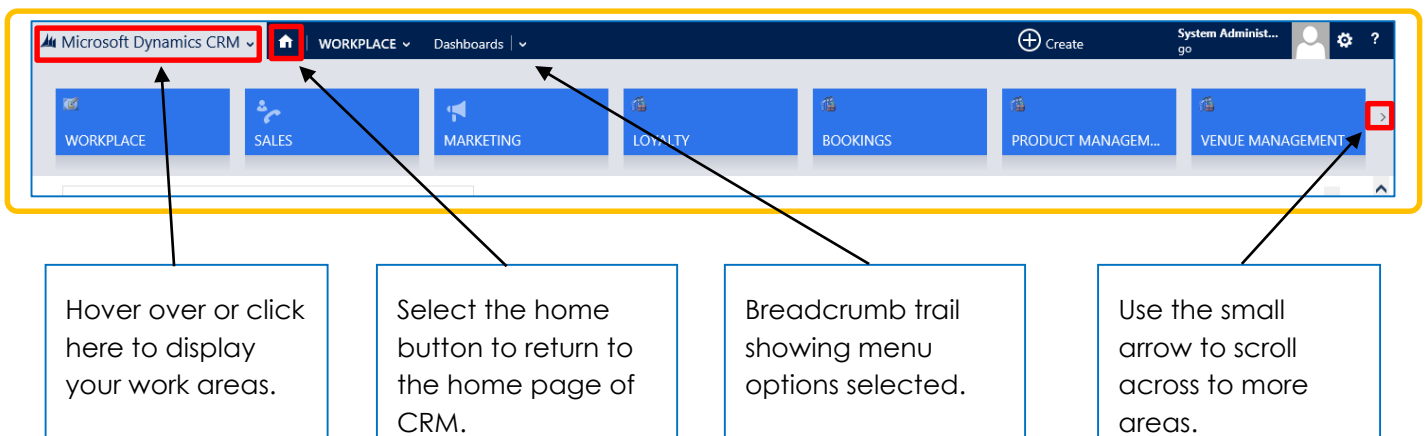 Microsoft Dynamics CRM
WORKPLACE
Dashboards
Create
System Administ...
go
?
WORKPLACE
SALES
MARKETING
LOYALTY
BOOKINGS
PRODUCT MANAGEM...
VENUE MANAGEMENT
Hover over or click
here to display
your work areas.
Select the home
button to return to
the home page of
CRM.
Breadcrumb trail
showing menu
options selected.
Use the small
arrow to scroll
across to more
areas.